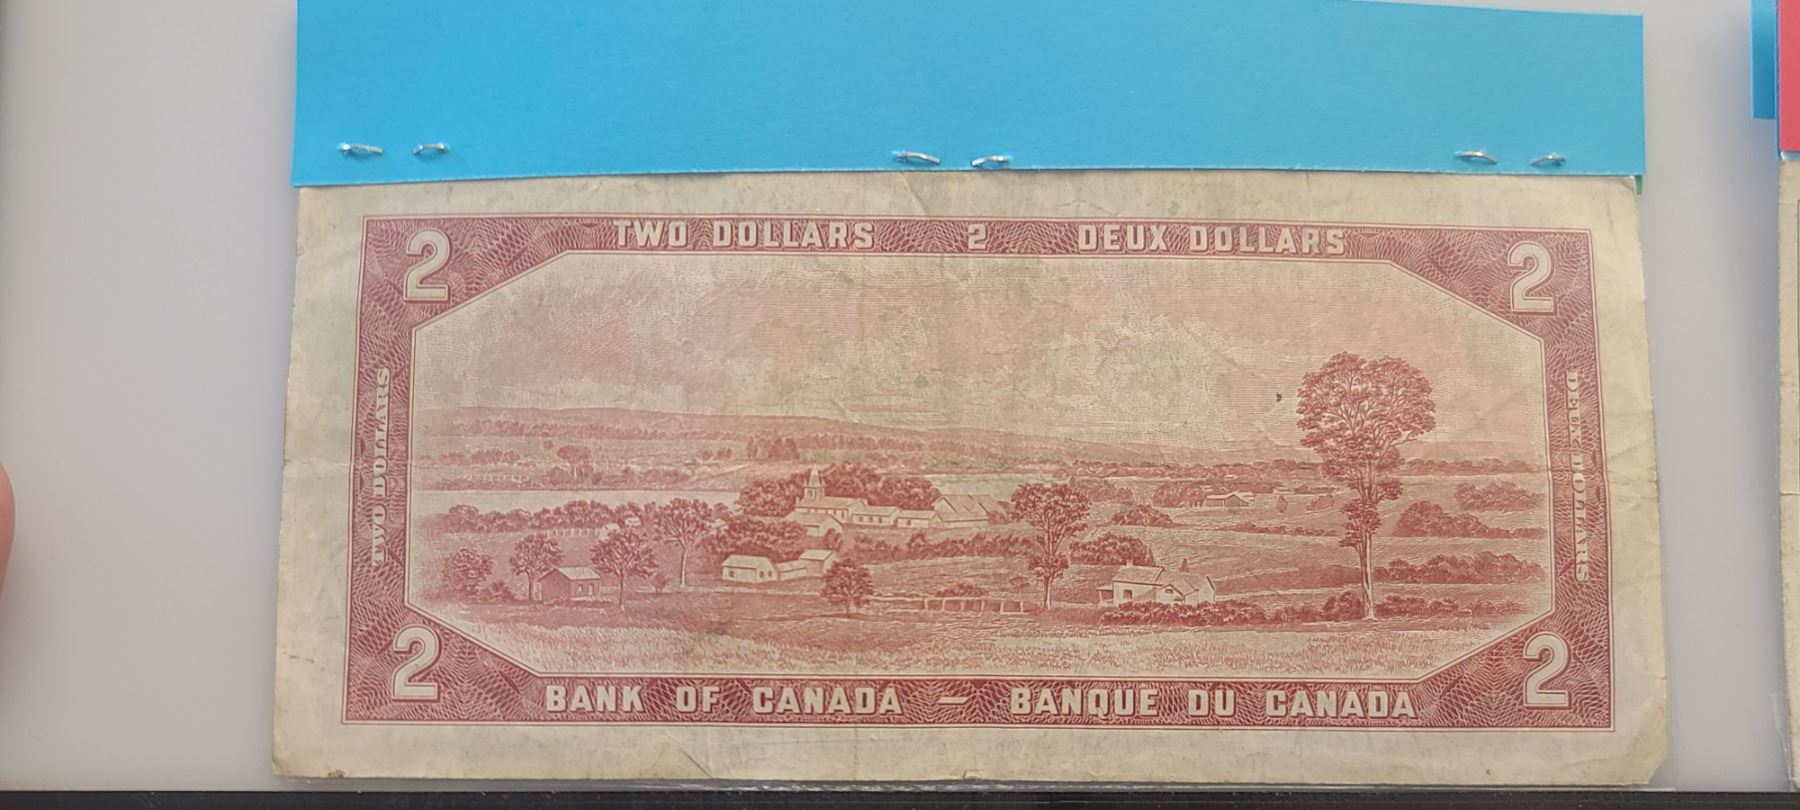 2 TWO DOLLARS 2 DEUX DOLLARS 2
TWO DOLLARS
DEUX DOLLARS
2 BANK OF CANADA — BANQUE DU CANADA 2